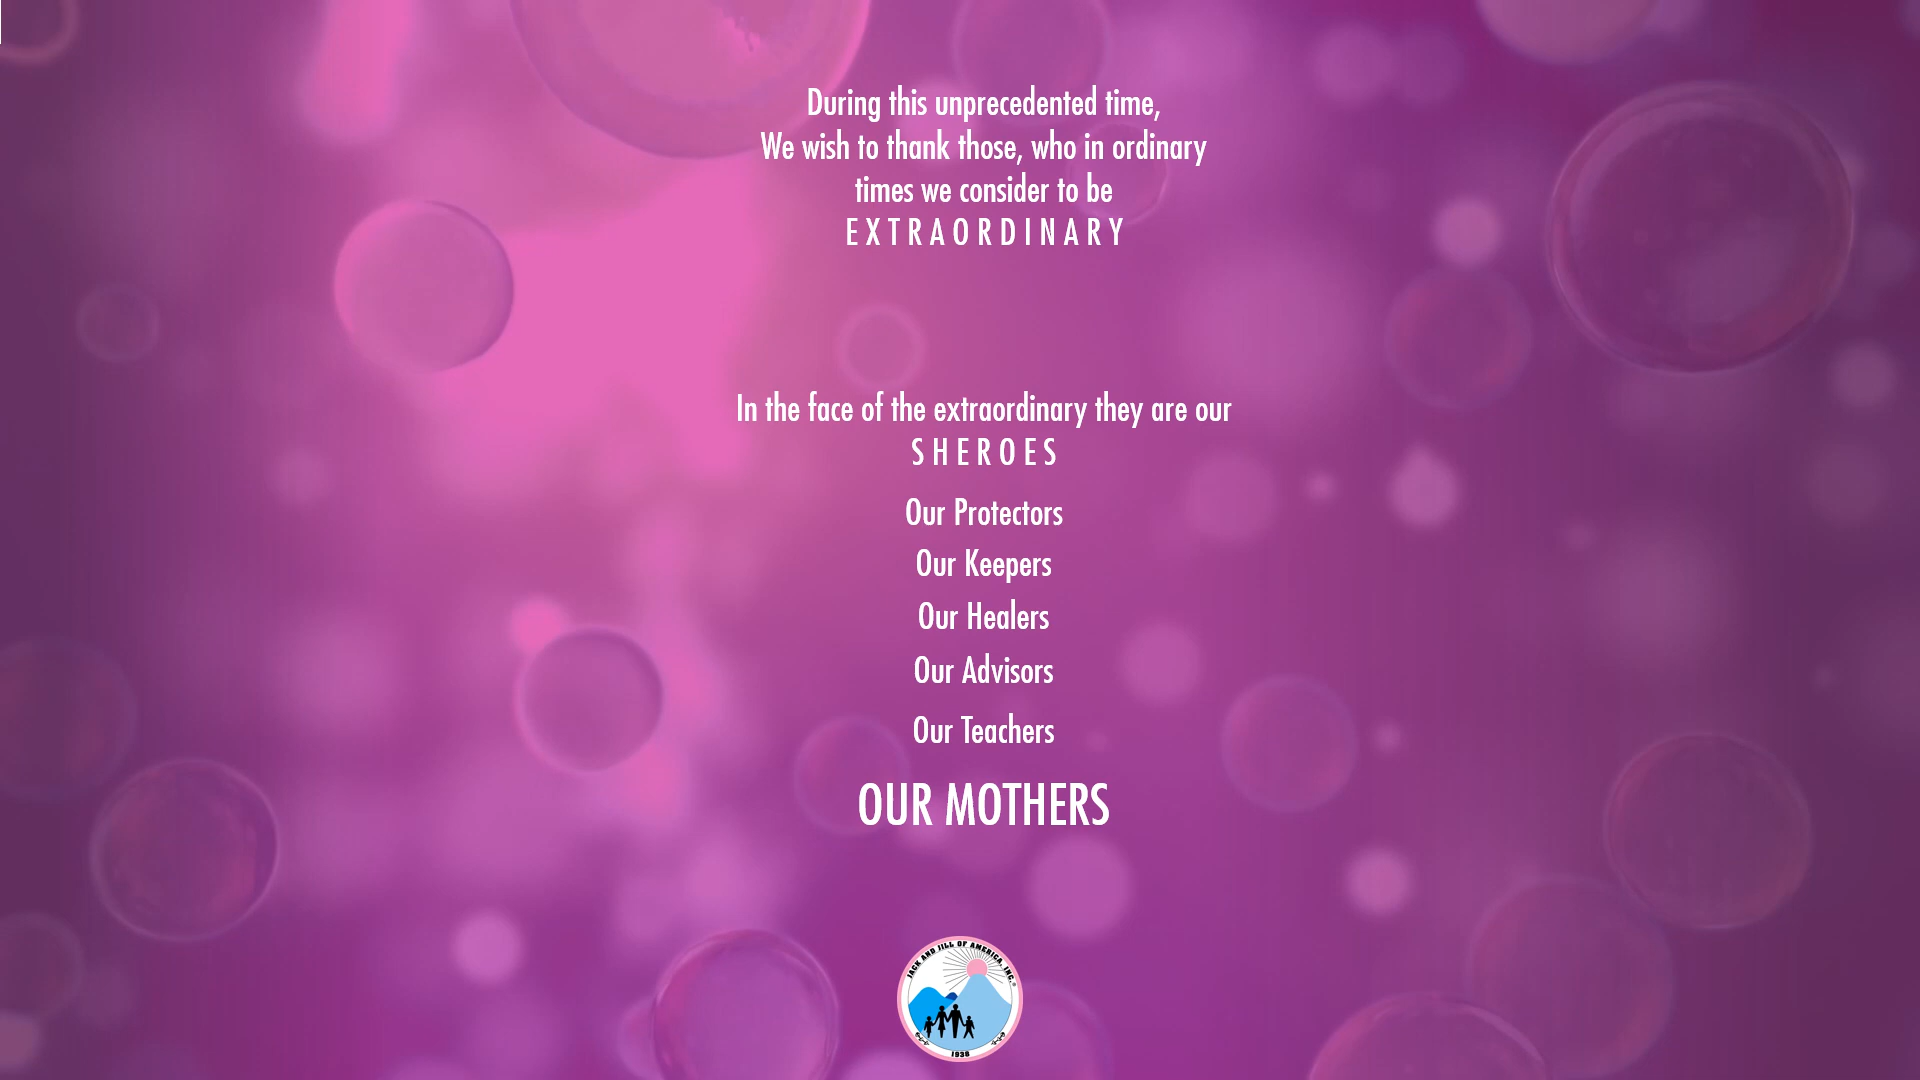 During this unprecedented time,
We wish to thank those, who in ordinary
times we consider to be
EXTRAORDINARY
In the face of the extraordinary they are our
SHEROES
Our Protectors
Our Keepers
Our Healers
Our Advisors
Our Teachers
OUR MOTHERS
JACK AND JILL OF AMERICA, INC.®
1938